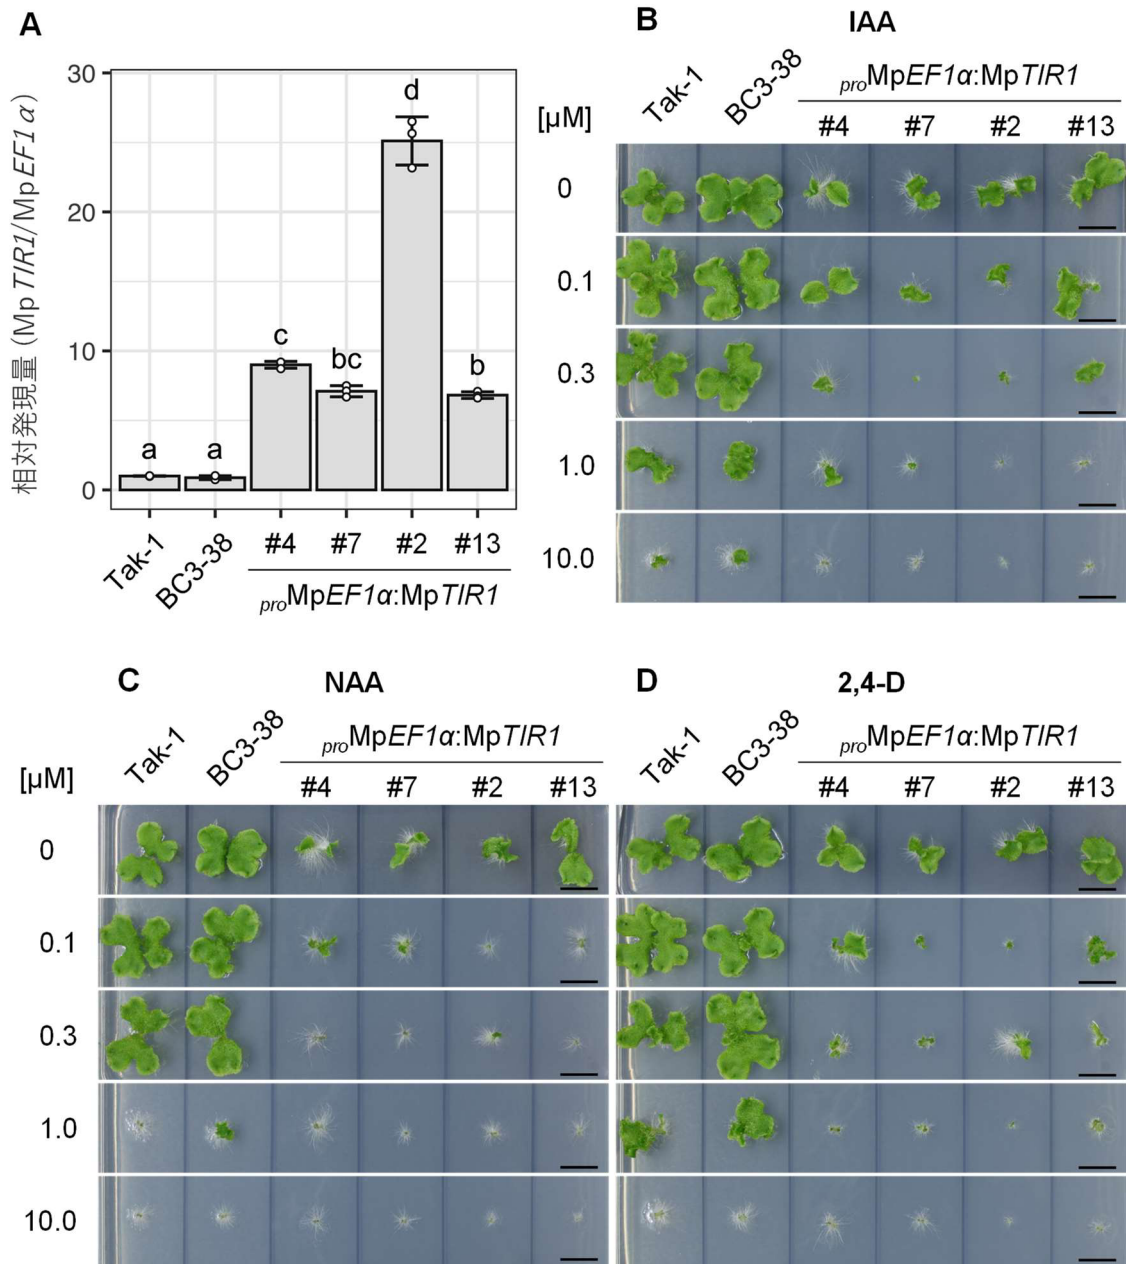 A
30
20
10
0
相対発現量 (MpTIR1/MpEF1α)
a
a
c
bc
d
b
Tak-1
BC3-38
#4
#7
#2
#13
proMpEF1α:MpTIR1
B
IAA
Tak-1
BC3-38
proMpEF1α:MpTIR1
[μM]
#4
#7
#2
#13
0
0.1
0.3
1.0
10.0
C
NAA
Tak-1
BC3-38
proMpEF1α:MpTIR1
[μM]
#4
#7
#2
#13
0
0.1
0.3
1.0
10.0
D
2,4-D
Tak-1
BC3-38
proMpEF1α:MpTIR1
#4
#7
#2
#13